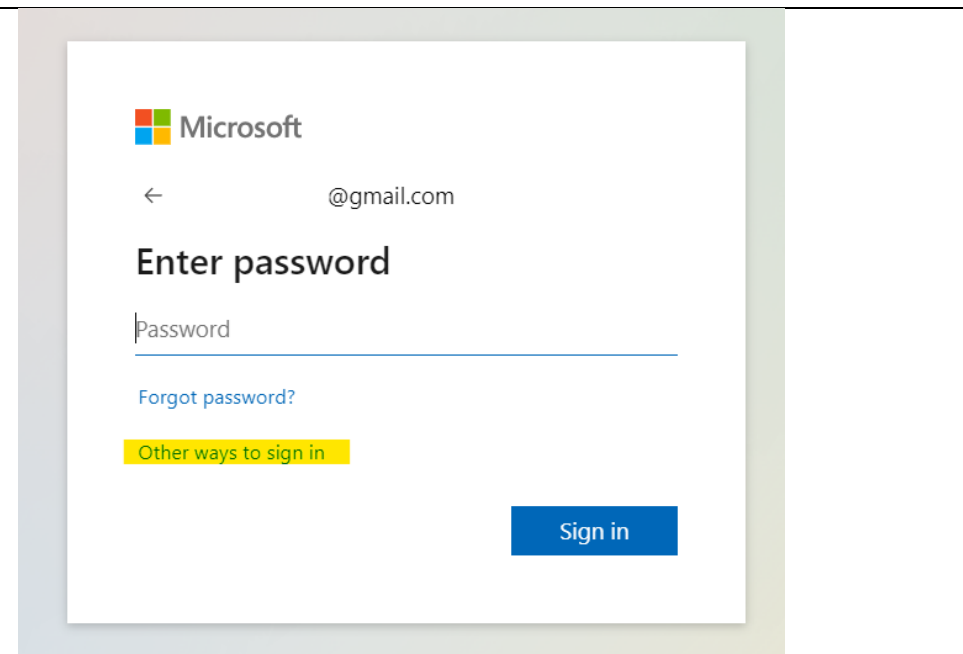 Microsoft
← @gmail.com
Enter password
Password
Forgot password?
Other ways to sign in
Sign in